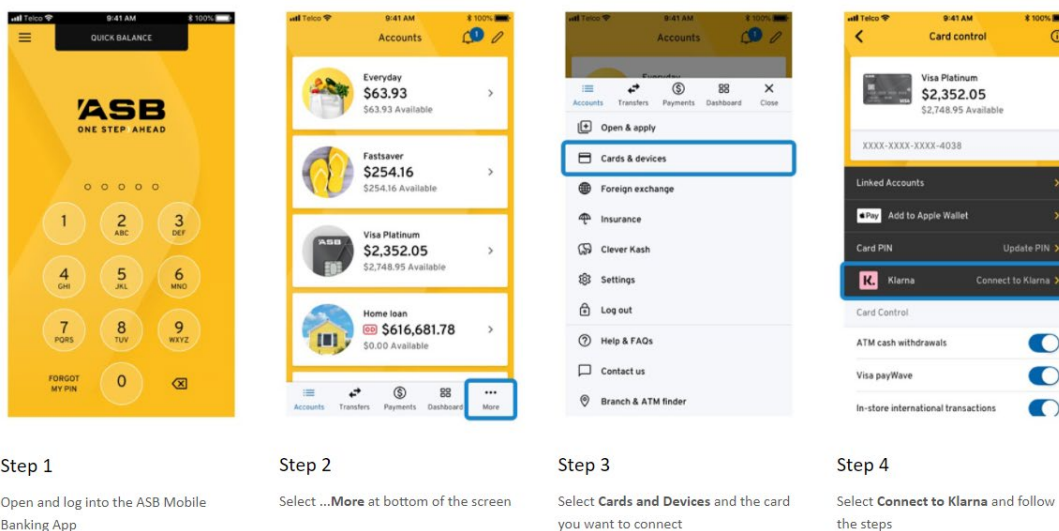 Telco 9:41 AM 100%
QUICK BALANCE
ASB
ONE STEP AHEAD
1
2 ABC
3 DEF
4 GHI
5 JKL
6 MNO
7 PQRS
8 TUV
9 WXYZ
FORGOT MY PIN
0
Step 1
Open and log into the ASB Mobile
Banking App
Telco 9:41 AM 100%
Accounts 1
Everyday
$63.93
$63.93 Available
Fastsaver
$254.16
$254.16 Available
ASB
Visa Platinum
$2,352.05
$2,748.95 Available
Home loan
OD $616,681.78
$0.00 Available
Accounts Transfers Payments Dashboard More
Step 2
Select ...More at bottom of the screen
Telco 9:41 AM 100%
Accounts 1
Everyday
Accounts Transfers Payments Dashboard Close
Open & apply
Cards & devices
Foreign exchange
Insurance
Clever Kash
Settings
Log out
Help & FAQs
Contact us
Branch & ATM finder
Step 3
Select Cards and Devices and the card
you want to connect
Telco 9:41 AM 100%
Card control
Visa Platinum
$2,352.05
$2,748.95 Available
XXXX-XXXX-XXXX-4038
Linked Accounts
Pay Add to Apple Wallet
Card PIN Update PIN
K. Klarna Connect to Klarna
Card Control
ATM cash withdrawals
Visa payWave
In-store international transactions
Step 4
Select Connect to Klarna and follow
the steps